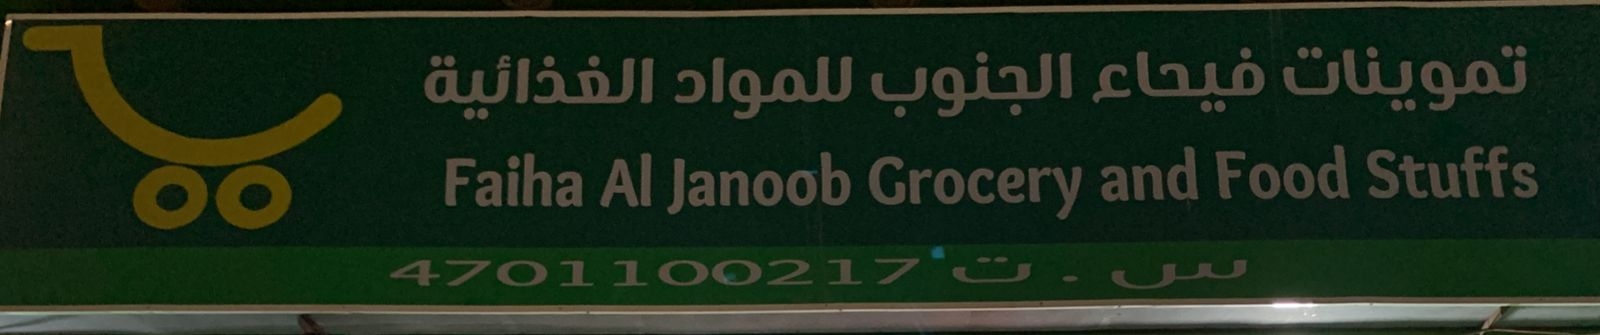 تموينات فيحاء الجنوب للمواد الغذائية
Faiha Al Janoob Grocery and Food Stuffs
س . ت 4701100217